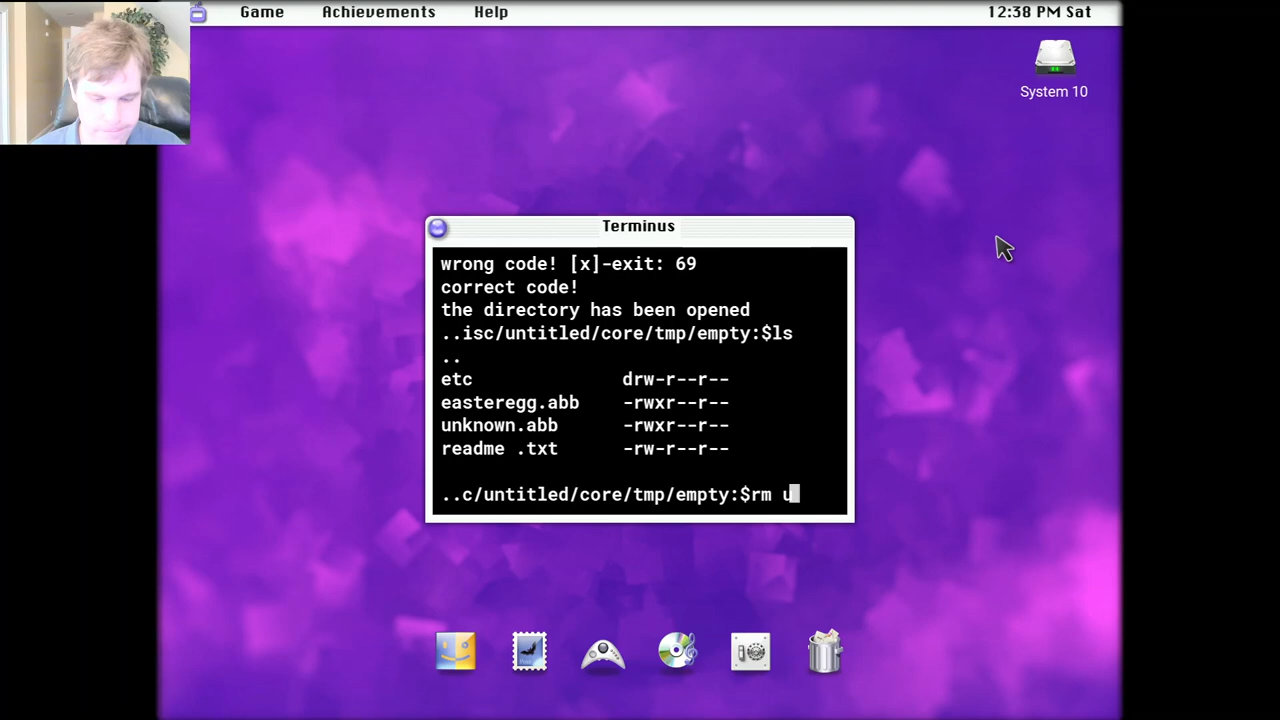 Game Achievements Help 12:38 PM Sat
System 10
Terminus
wrong code! [x]-exit: 69
correct code!
the directory has been opened
..isc/untitled/core/tmp/empty:$ls
..
etc drw-r--r--
easteregg.abb -rwxr--r--
unknown.abb -rwxr--r--
readme .txt -rw-r--r--
..c/untitled/core/tmp/empty:$rm u